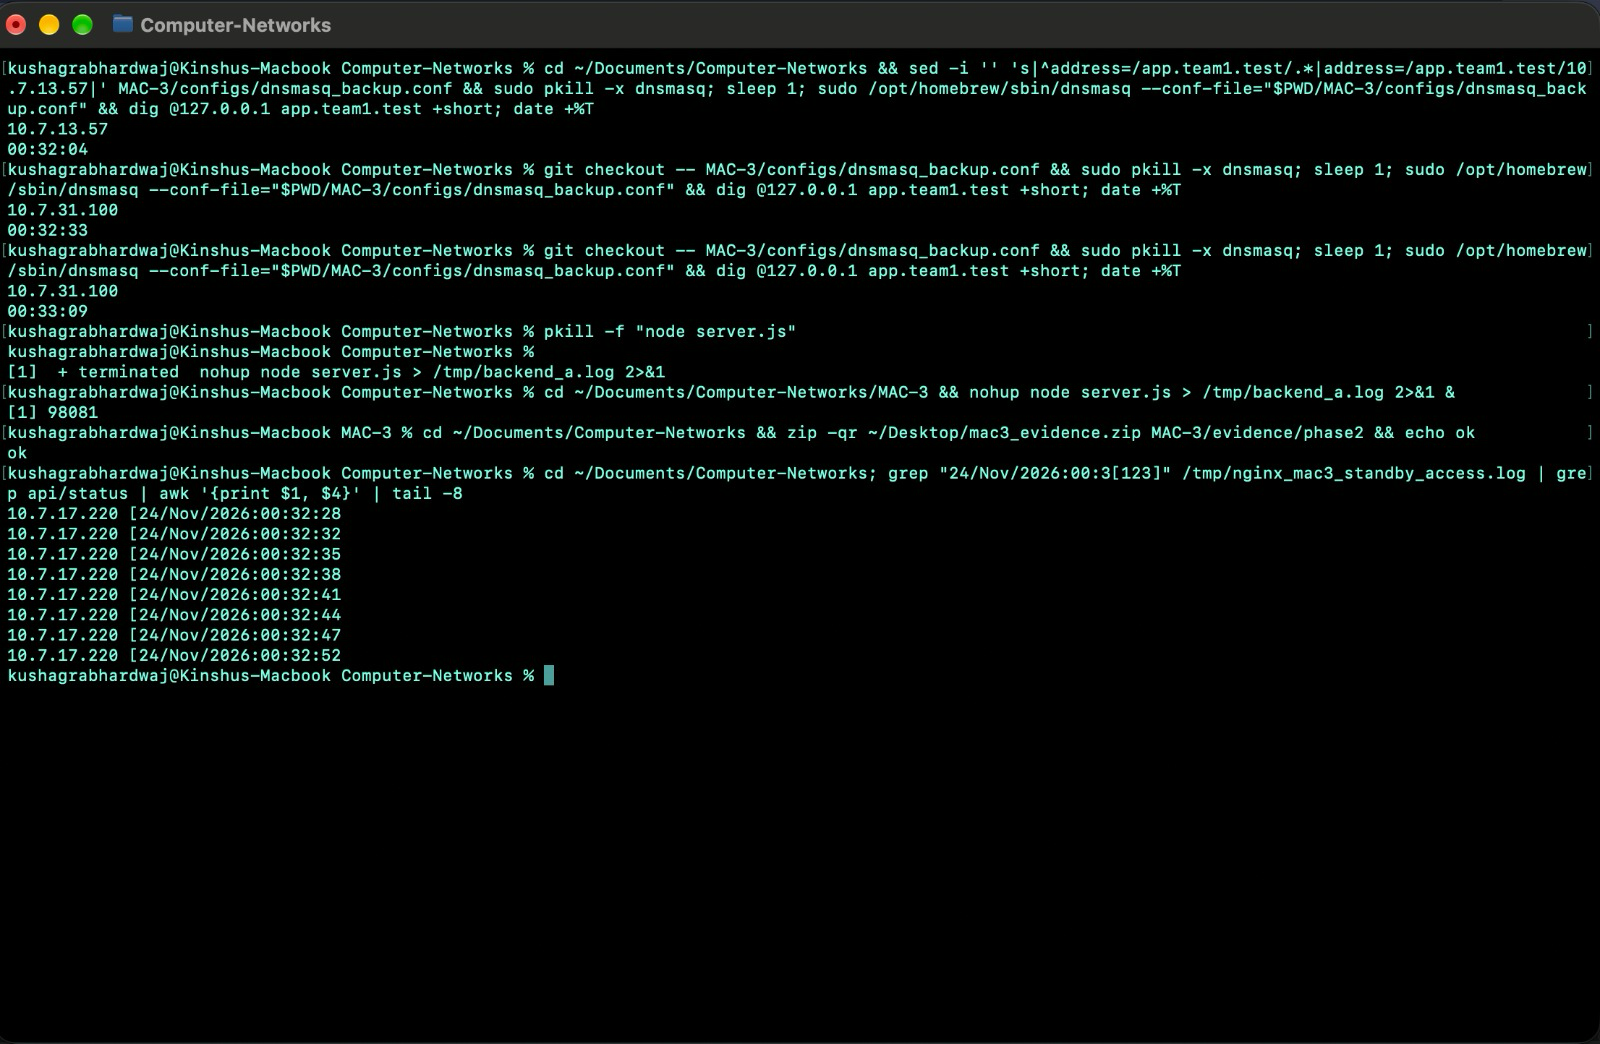 Computer-Networks
[kushagrabhardwaj@Kinshus-Macbook Computer-Networks % cd ~/Documents/Computer-Networks && sed -i '' 's|^address=/app.team1.test/.*|address=/app.team1.test/10]
.7.13.57|' MAC-3/configs/dnsmasq_backup.conf && sudo pkill -x dnsmasq; sleep 1; sudo /opt/homebrew/sbin/dnsmasq --conf-file="$PWD/MAC-3/configs/dnsmasq_back
up.conf" && dig @127.0.0.1 app.team1.test +short; date +%T
10.7.13.57
00:32:04
[kushagrabhardwaj@Kinshus-Macbook Computer-Networks % git checkout -- MAC-3/configs/dnsmasq_backup.conf && sudo pkill -x dnsmasq; sleep 1; sudo /opt/homebrew]
/sbin/dnsmasq --conf-file="$PWD/MAC-3/configs/dnsmasq_backup.conf" && dig @127.0.0.1 app.team1.test +short; date +%T
10.7.31.100
00:32:33
[kushagrabhardwaj@Kinshus-Macbook Computer-Networks % git checkout -- MAC-3/configs/dnsmasq_backup.conf && sudo pkill -x dnsmasq; sleep 1; sudo /opt/homebrew]
/sbin/dnsmasq --conf-file="$PWD/MAC-3/configs/dnsmasq_backup.conf" && dig @127.0.0.1 app.team1.test +short; date +%T
10.7.31.100
00:33:09
[kushagrabhardwaj@Kinshus-Macbook Computer-Networks % pkill -f "node server.js" ]
kushagrabhardwaj@Kinshus-Macbook Computer-Networks %
[1]  + terminated  nohup node server.js > /tmp/backend_a.log 2>&1
[kushagrabhardwaj@Kinshus-Macbook Computer-Networks % cd ~/Documents/Computer-Networks/MAC-3 && nohup node server.js > /tmp/backend_a.log 2>&1 & ]
[1] 98081
[kushagrabhardwaj@Kinshus-Macbook MAC-3 % cd ~/Documents/Computer-Networks && zip -qr ~/Desktop/mac3_evidence.zip MAC-3/evidence/phase2 && echo ok ]
ok
[kushagrabhardwaj@Kinshus-Macbook Computer-Networks % cd ~/Documents/Computer-Networks; grep "24/Nov/2026:00:3[123]" /tmp/nginx_mac3_standby_access.log | gre]
p api/status | awk '{print $1, $4}' | tail -8
10.7.17.220 [24/Nov/2026:00:32:28
10.7.17.220 [24/Nov/2026:00:32:32
10.7.17.220 [24/Nov/2026:00:32:35
10.7.17.220 [24/Nov/2026:00:32:38
10.7.17.220 [24/Nov/2026:00:32:41
10.7.17.220 [24/Nov/2026:00:32:44
10.7.17.220 [24/Nov/2026:00:32:47
10.7.17.220 [24/Nov/2026:00:32:52
kushagrabhardwaj@Kinshus-Macbook Computer-Networks %